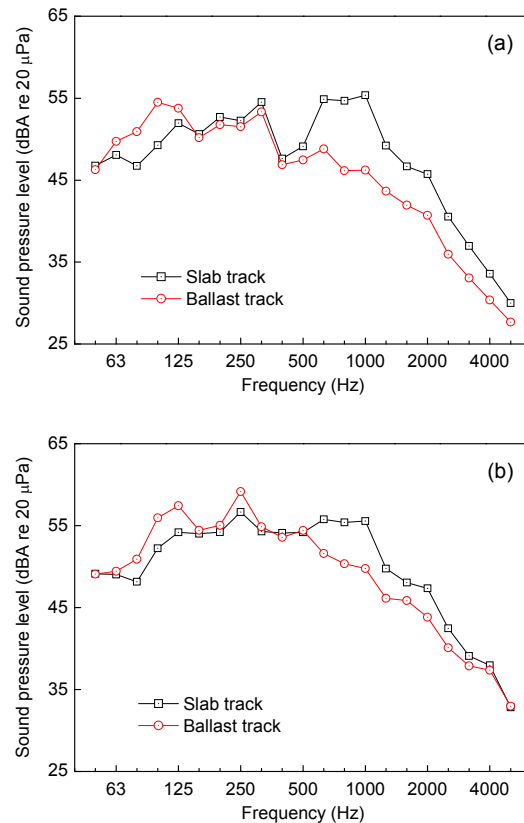 65
(a)
55
45
35
25
Sound pressure level (dBA re 20 μPa)
Slab track
Ballast track
63 125 250 500 1000 2000 4000
Frequency (Hz)
65
(b)
55
45
35
25
Sound pressure level (dBA re 20 μPa)
Slab track
Ballast track
63 125 250 500 1000 2000 4000
Frequency (Hz)